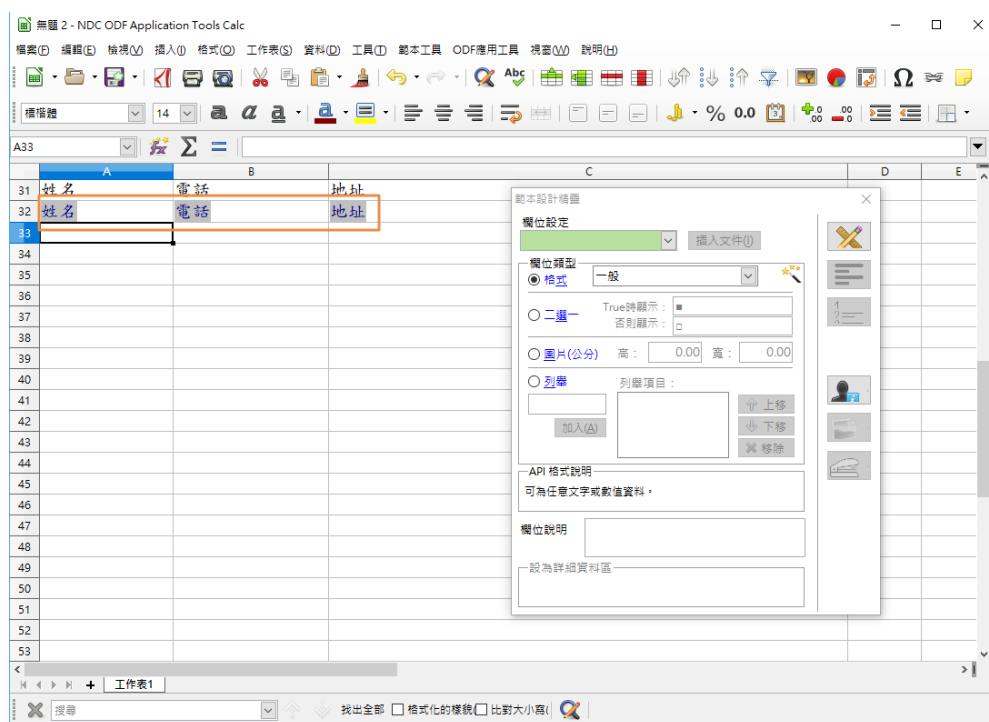 無題 2 - NDC ODF Application Tools Calc
檔案(F) 編輯(E) 檢視(V) 插入(I) 格式(O) 工作表(S) 資料(D) 工具(T) 範本工具 ODF應用工具 視窗(W) 說明(H)
標楷體 14 a a a a % 0.0
A33
A B C D E
31 姓名 電話 地址
32 姓名 電話 地址
33
34
35
36
37
38
39
40
41
42
43
44
45
46
47
48
49
50
51
52
53
範本設計精靈
欄位設定
插入文件(I)
欄位類型
格式 一般
二選一 True時顯示： ■
否則顯示： □
圖片(公分) 高： 0.00 寬： 0.00
列舉 列舉項目：
上移
加入(A) 下移
移除
API 格式說明
可為任意文字或數值資料。
欄位說明
設為詳細資料區
工作表1
搜尋 找出全部 格式化的樣貌( 比對大小寫(